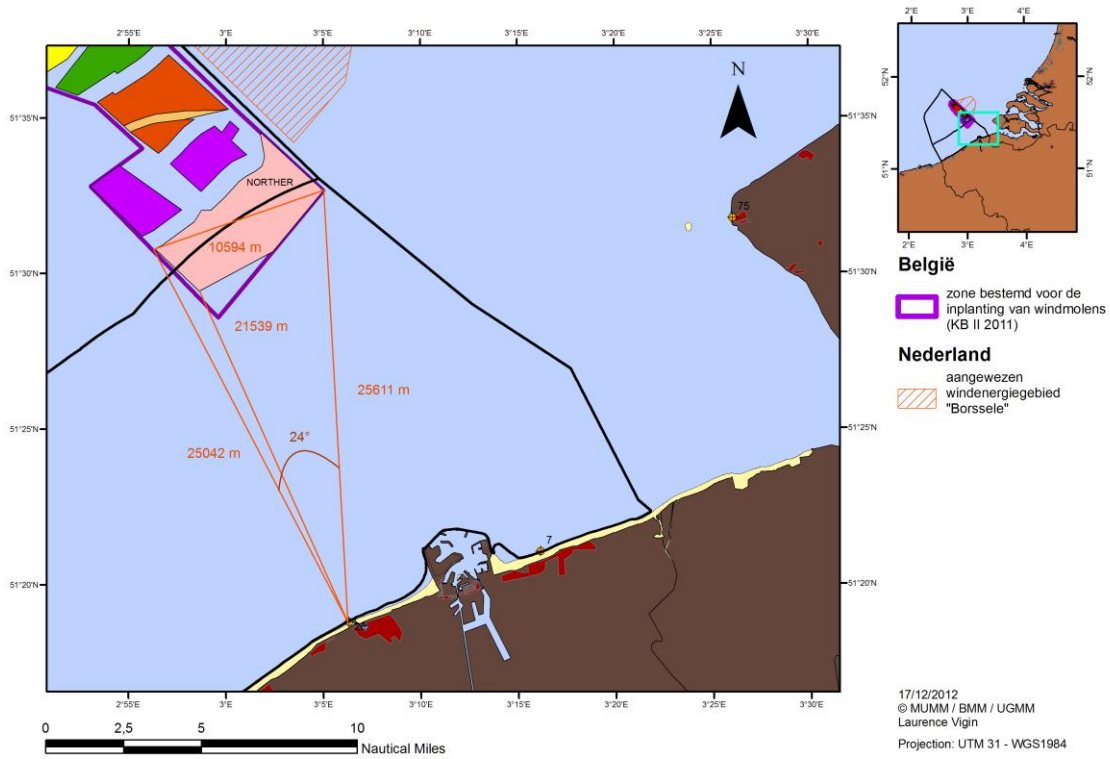 2°55'E 3°E 3°5'E 3°10'E 3°15'E 3°20'E 3°25'E 3°30'E
51°35'N
51°30'N
51°25'N
51°20'N
51°35'N
51°30'N
51°25'N
51°20'N
NORTHER
10594 m
21539 m
25611 m
25042 m
24°
N
75
7
2°55'E 3°E 3°5'E 3°10'E 3°15'E 3°20'E 3°25'E 3°30'E
0 2,5 5 10
Nautical Miles
2°E 3°E 4°E
52°N
51°N
52°N
51°N
2°E 3°E 4°E
België
zone bestemd voor de
inplanting van windmolens
(KB II 2011)
Nederland
aangewezen
windenergiegebied
"Borssele"
17/12/2012
© MUMM / BMM / UGMM
Laurence Vigin
Projection: UTM 31 - WGS1984